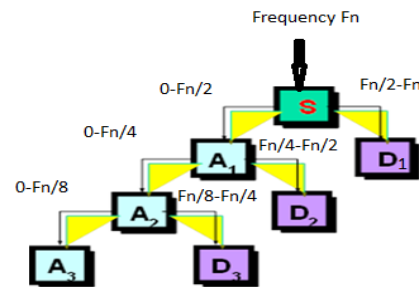 Frequency Fn
0-Fn/2
S
Fn/2-Fn
0-Fn/4
A1
Fn/4-Fn/2
D1
0-Fn/8
A2
Fn/8-Fn/4
D2
A3
D3